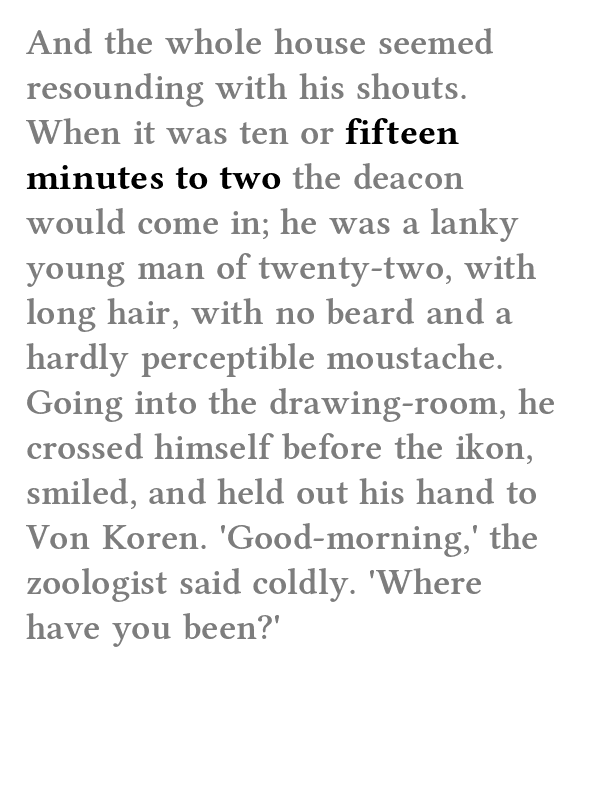 And the whole house seemed
resounding with his shouts.
When it was ten or fifteen
minutes to two the deacon
would come in; he was a lanky
young man of twenty-two, with
long hair, with no beard and a
hardly perceptible moustache.
Going into the drawing-room, he
crossed himself before the ikon,
smiled, and held out his hand to
Von Koren. 'Good-morning,' the
zoologist said coldly. 'Where
have you been?'